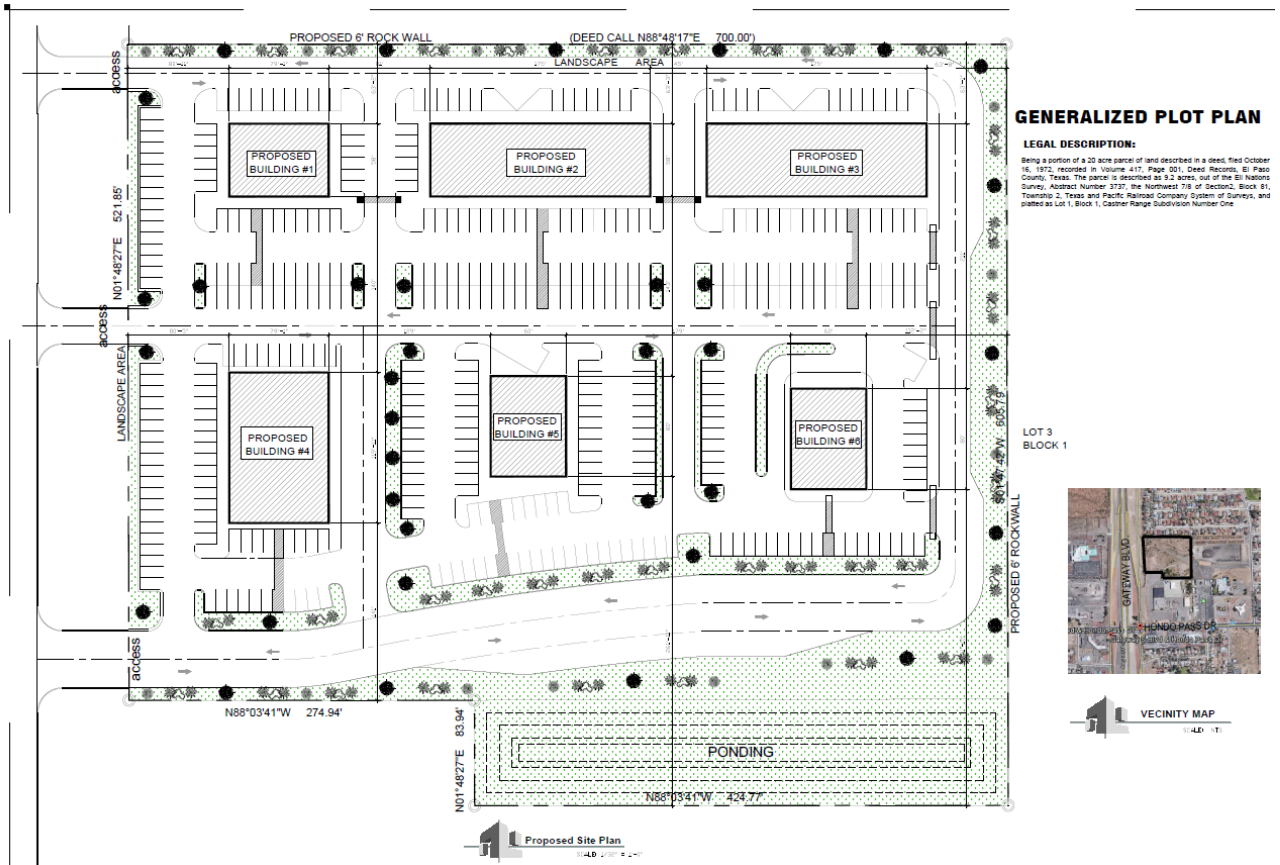 PROPOSED 6' ROCK WALL (DEED CALL N88°48'17"E 700.00')
LANDSCAPE AREA
access
GENERALIZED PLOT PLAN
LEGAL DESCRIPTION:
Being a portion of a 20 acre parcel of land described in a deed, filed October
16, 1972, recorded in Volume 417, Page 001, Deed Records, El Paso
County, Texas. The parcel is described as 9.2 acres, out of the Eli Nations
Survey, Abstract Number 3737, the Northwest 7/8 of Section2, Block 81,
Township 2, Texas and Pacific Railroad Company System of Surveys, and
platted as Lot 1, Block 1, Castner Range Subdivision Number One
PROPOSED
BUILDING #1
PROPOSED
BUILDING #2
PROPOSED
BUILDING #3
N01°48'27"E 521.85'
access
LANDSCAPE AREA
PROPOSED
BUILDING #4
PROPOSED
BUILDING #5
PROPOSED
BUILDING #6
S01°47'42"W 605.79'
LOT 3
BLOCK 1
PROPOSED 6' ROCKWALL
GATEWAY BLVD
HONDO PASS DR
access
N88°03'41"W 274.94'
VECINITY MAP
N01°48'27"E 83.94'
PONDING
N88°03'41"W 424.77'
Proposed Site Plan